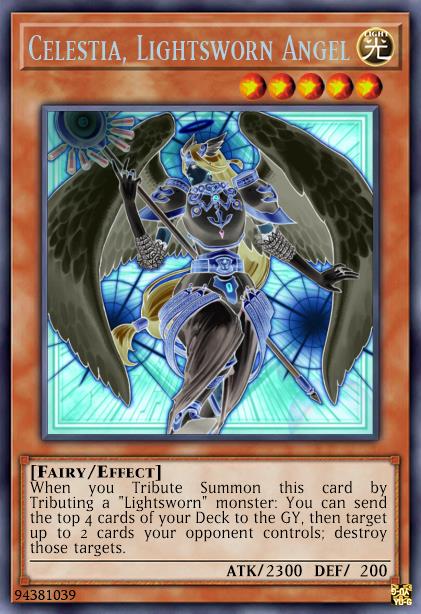 CELESTIA, LIGHTSWORN ANGEL
LIGHT
光
[FAIRY/EFFECT]
When you Tribute Summon this card by
Tributing a "Lightsworn" monster: You can send
the top 4 cards of your Deck to the GY, then target
up to 2 cards your opponent controls; destroy
those targets.
ATK/2300 DEF/ 200
94381039